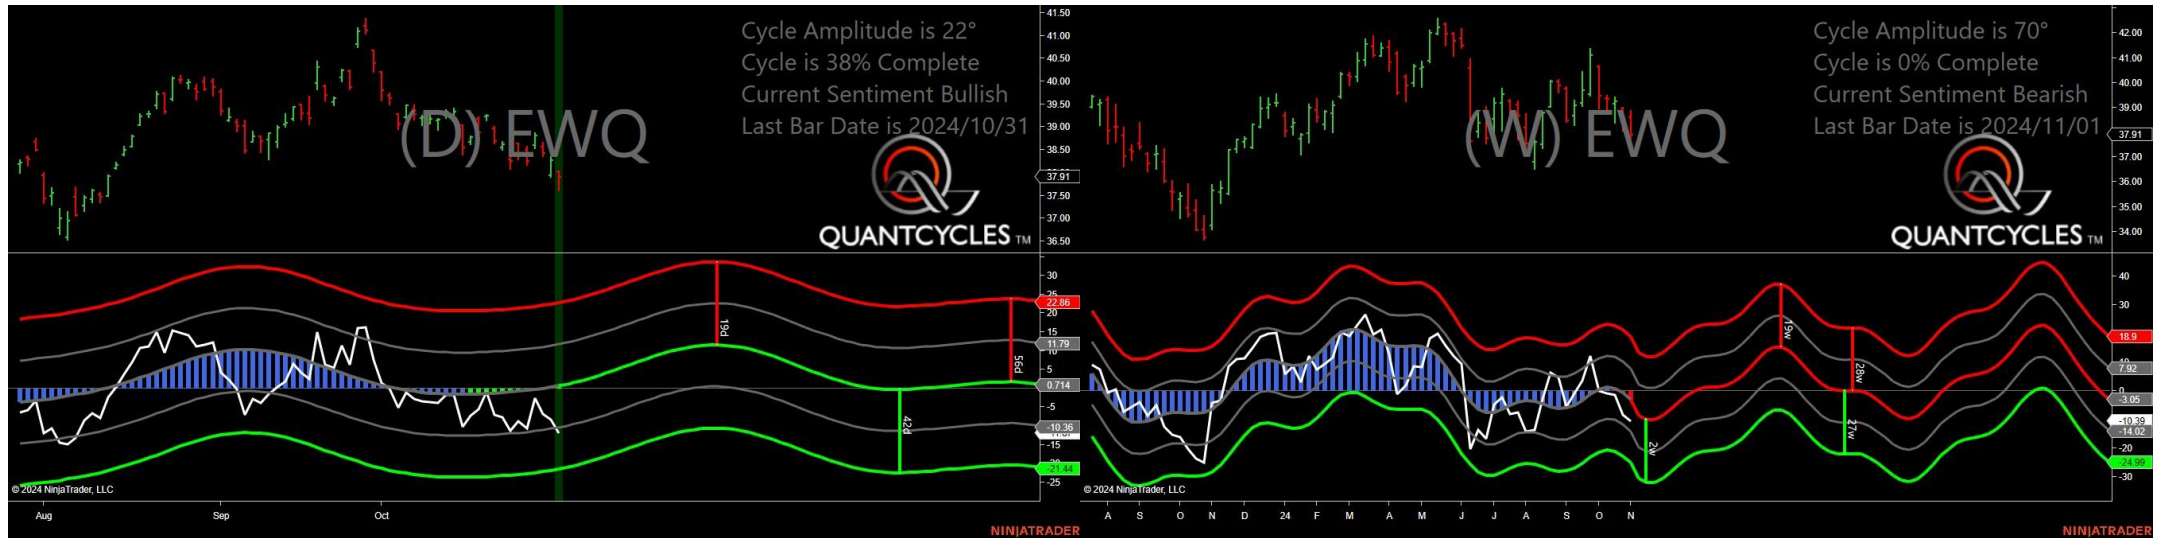 Cycle Amplitude is 22°
Cycle is 38% Complete
Current Sentiment Bullish
Last Bar Date is 2024/10/31
(D) EWQ
QUANTCYCLES TM
41.50
41.00
40.50
40.00
39.50
39.00
38.50
37.91
37.50
37.00
36.50
30
22.86
20
15
11.79
5
0.714
-5
-10.36
-15
-21.44
-25
19d
42d
56d
© 2024 NinjaTrader, LLC
Aug Sep Oct
NINJATRADER
Cycle Amplitude is 70°
Cycle is 0% Complete
Current Sentiment Bearish
Last Bar Date is 2024/11/01
(W) EWQ
QUANTCYCLES TM
42.00
41.00
40.00
39.00
37.91
37.00
36.00
35.00
34.00
40
30
18.9
7.92
0
-3.05
-10.39
-14.02
-20
-24.99
-30
2w
19w
27w
28w
© 2024 NinjaTrader, LLC
A S O N D 24 F M A M J J A S O N
NINJATRADER